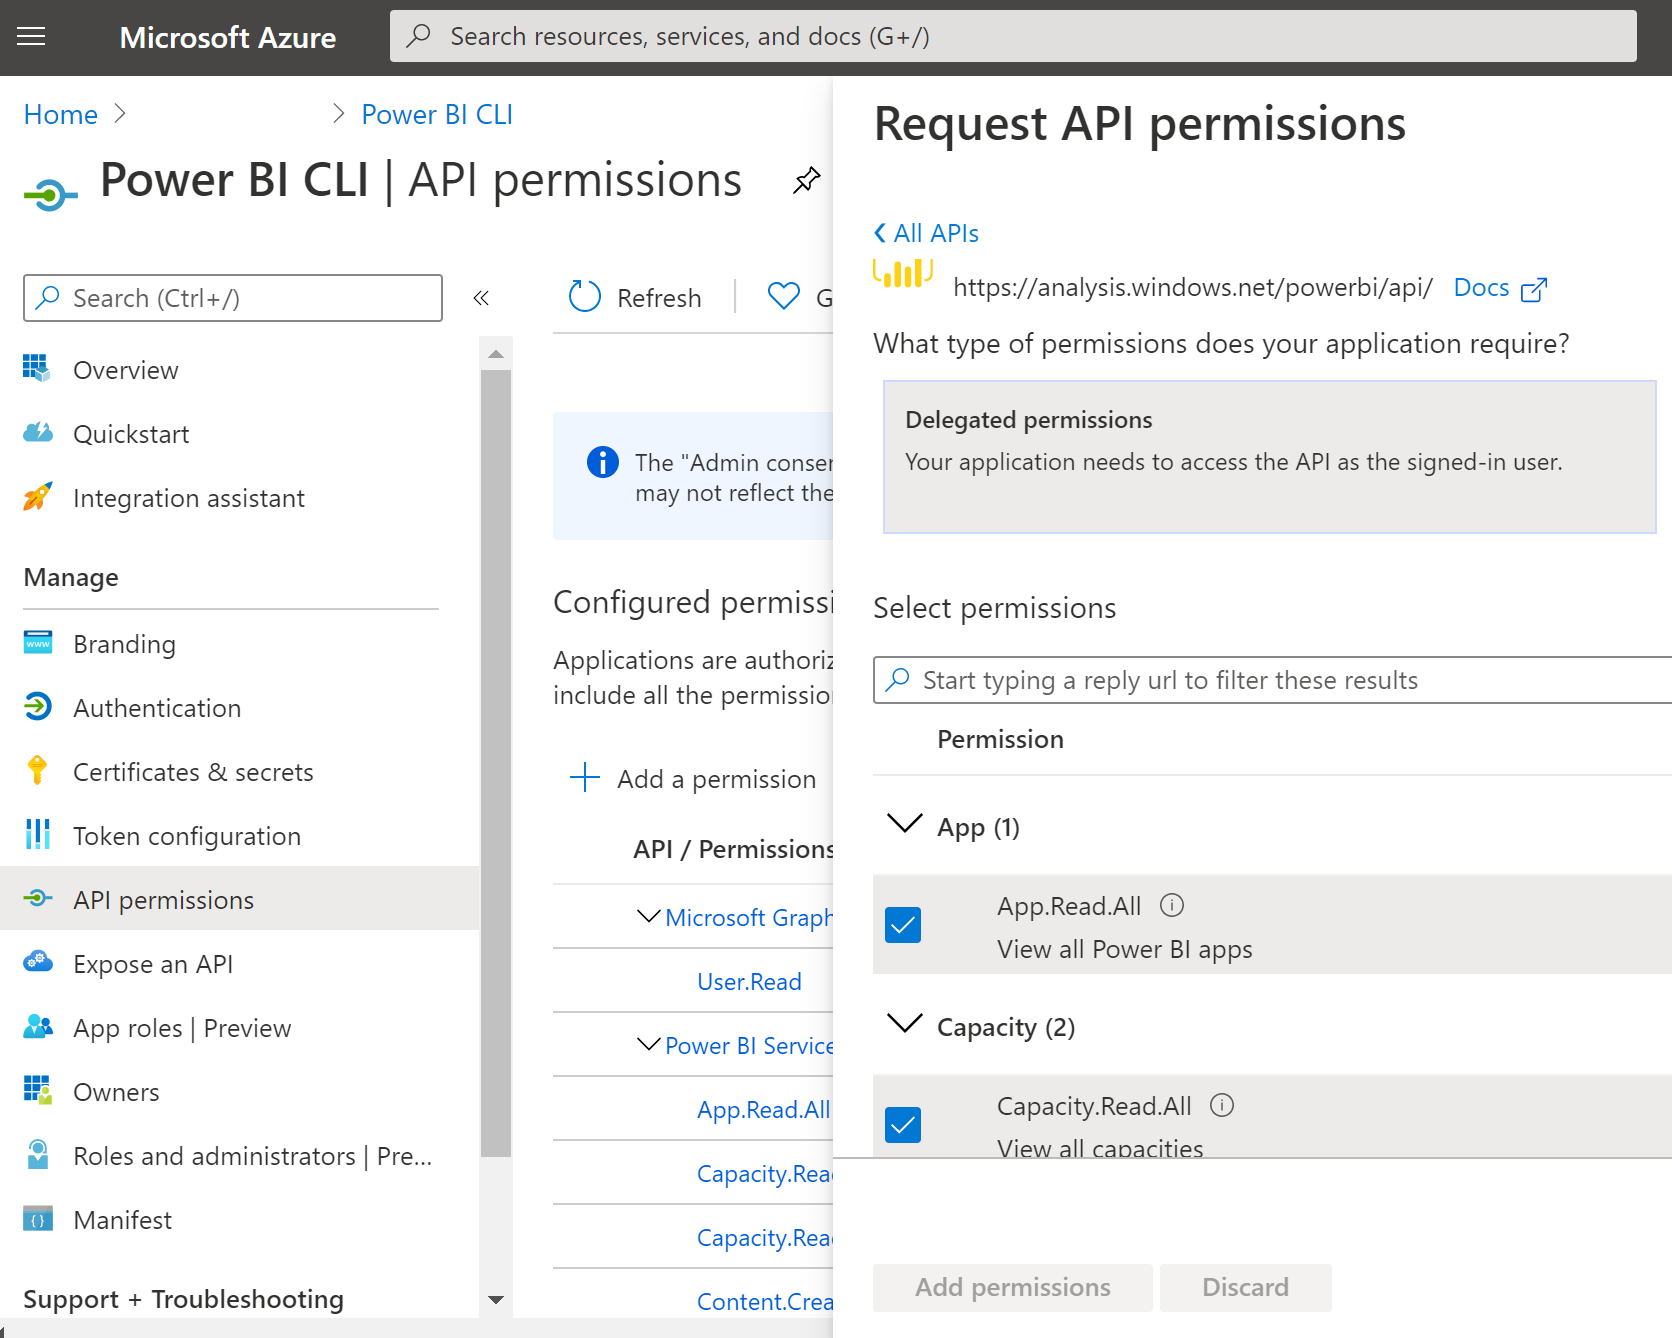 Microsoft Azure
Search resources, services, and docs (G+/)
Home
Power BI CLI
Power BI CLI | API permissions
Search (Ctrl+/)
Overview
Quickstart
Integration assistant
Manage
Branding
Authentication
Certificates & secrets
Token configuration
API permissions
Expose an API
App roles | Preview
Owners
Roles and administrators | Pre...
Manifest
Support + Troubleshooting
Refresh
G
The "Admin conser
may not reflect the
Configured permissi
Applications are authoriz
include all the permissio
Add a permission
API / Permissions
Microsoft Graph
User.Read
Power BI Service
App.Read.All
Capacity.Rea
Capacity.Rea
Content.Crea
Request API permissions
All APIs
https://analysis.windows.net/powerbi/api/ Docs
What type of permissions does your application require?
Delegated permissions
Your application needs to access the API as the signed-in user.
Select permissions
Start typing a reply url to filter these results
Permission
App (1)
App.Read.All
View all Power BI apps
Capacity (2)
Capacity.Read.All
View all capacities
Add permissions
Discard